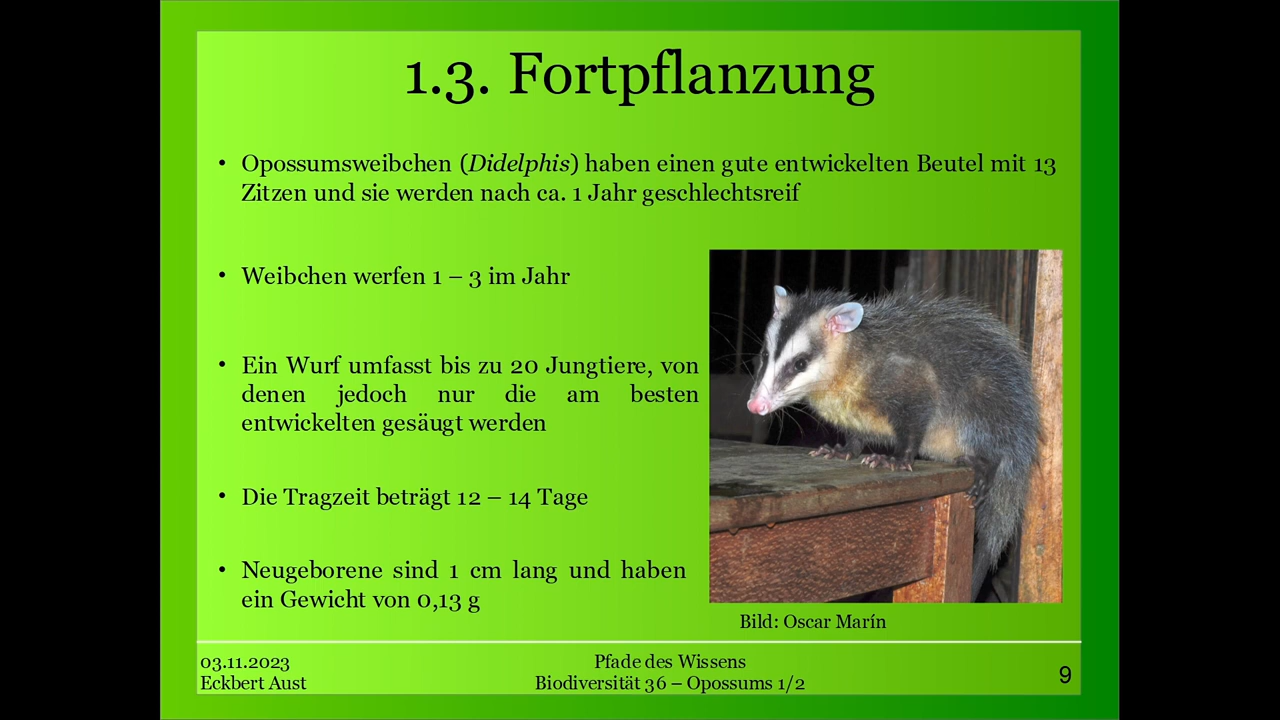 1.3. Fortpflanzung
• Opossumsweibchen (Didelphis) haben einen gute entwickelten Beutel mit 13
Zitzen und sie werden nach ca. 1 Jahr geschlechtsreif
• Weibchen werfen 1 – 3 im Jahr
• Ein Wurf umfasst bis zu 20 Jungtiere, von
denen jedoch nur die am besten
entwickelten gesäugt werden
• Die Tragzeit beträgt 12 – 14 Tage
• Neugeborene sind 1 cm lang und haben
ein Gewicht von 0,13 g
Bild: Oscar Marín
03.11.2023
Eckbert Aust
Pfade des Wissens
Biodiversität 36 – Opossums 1/2
9